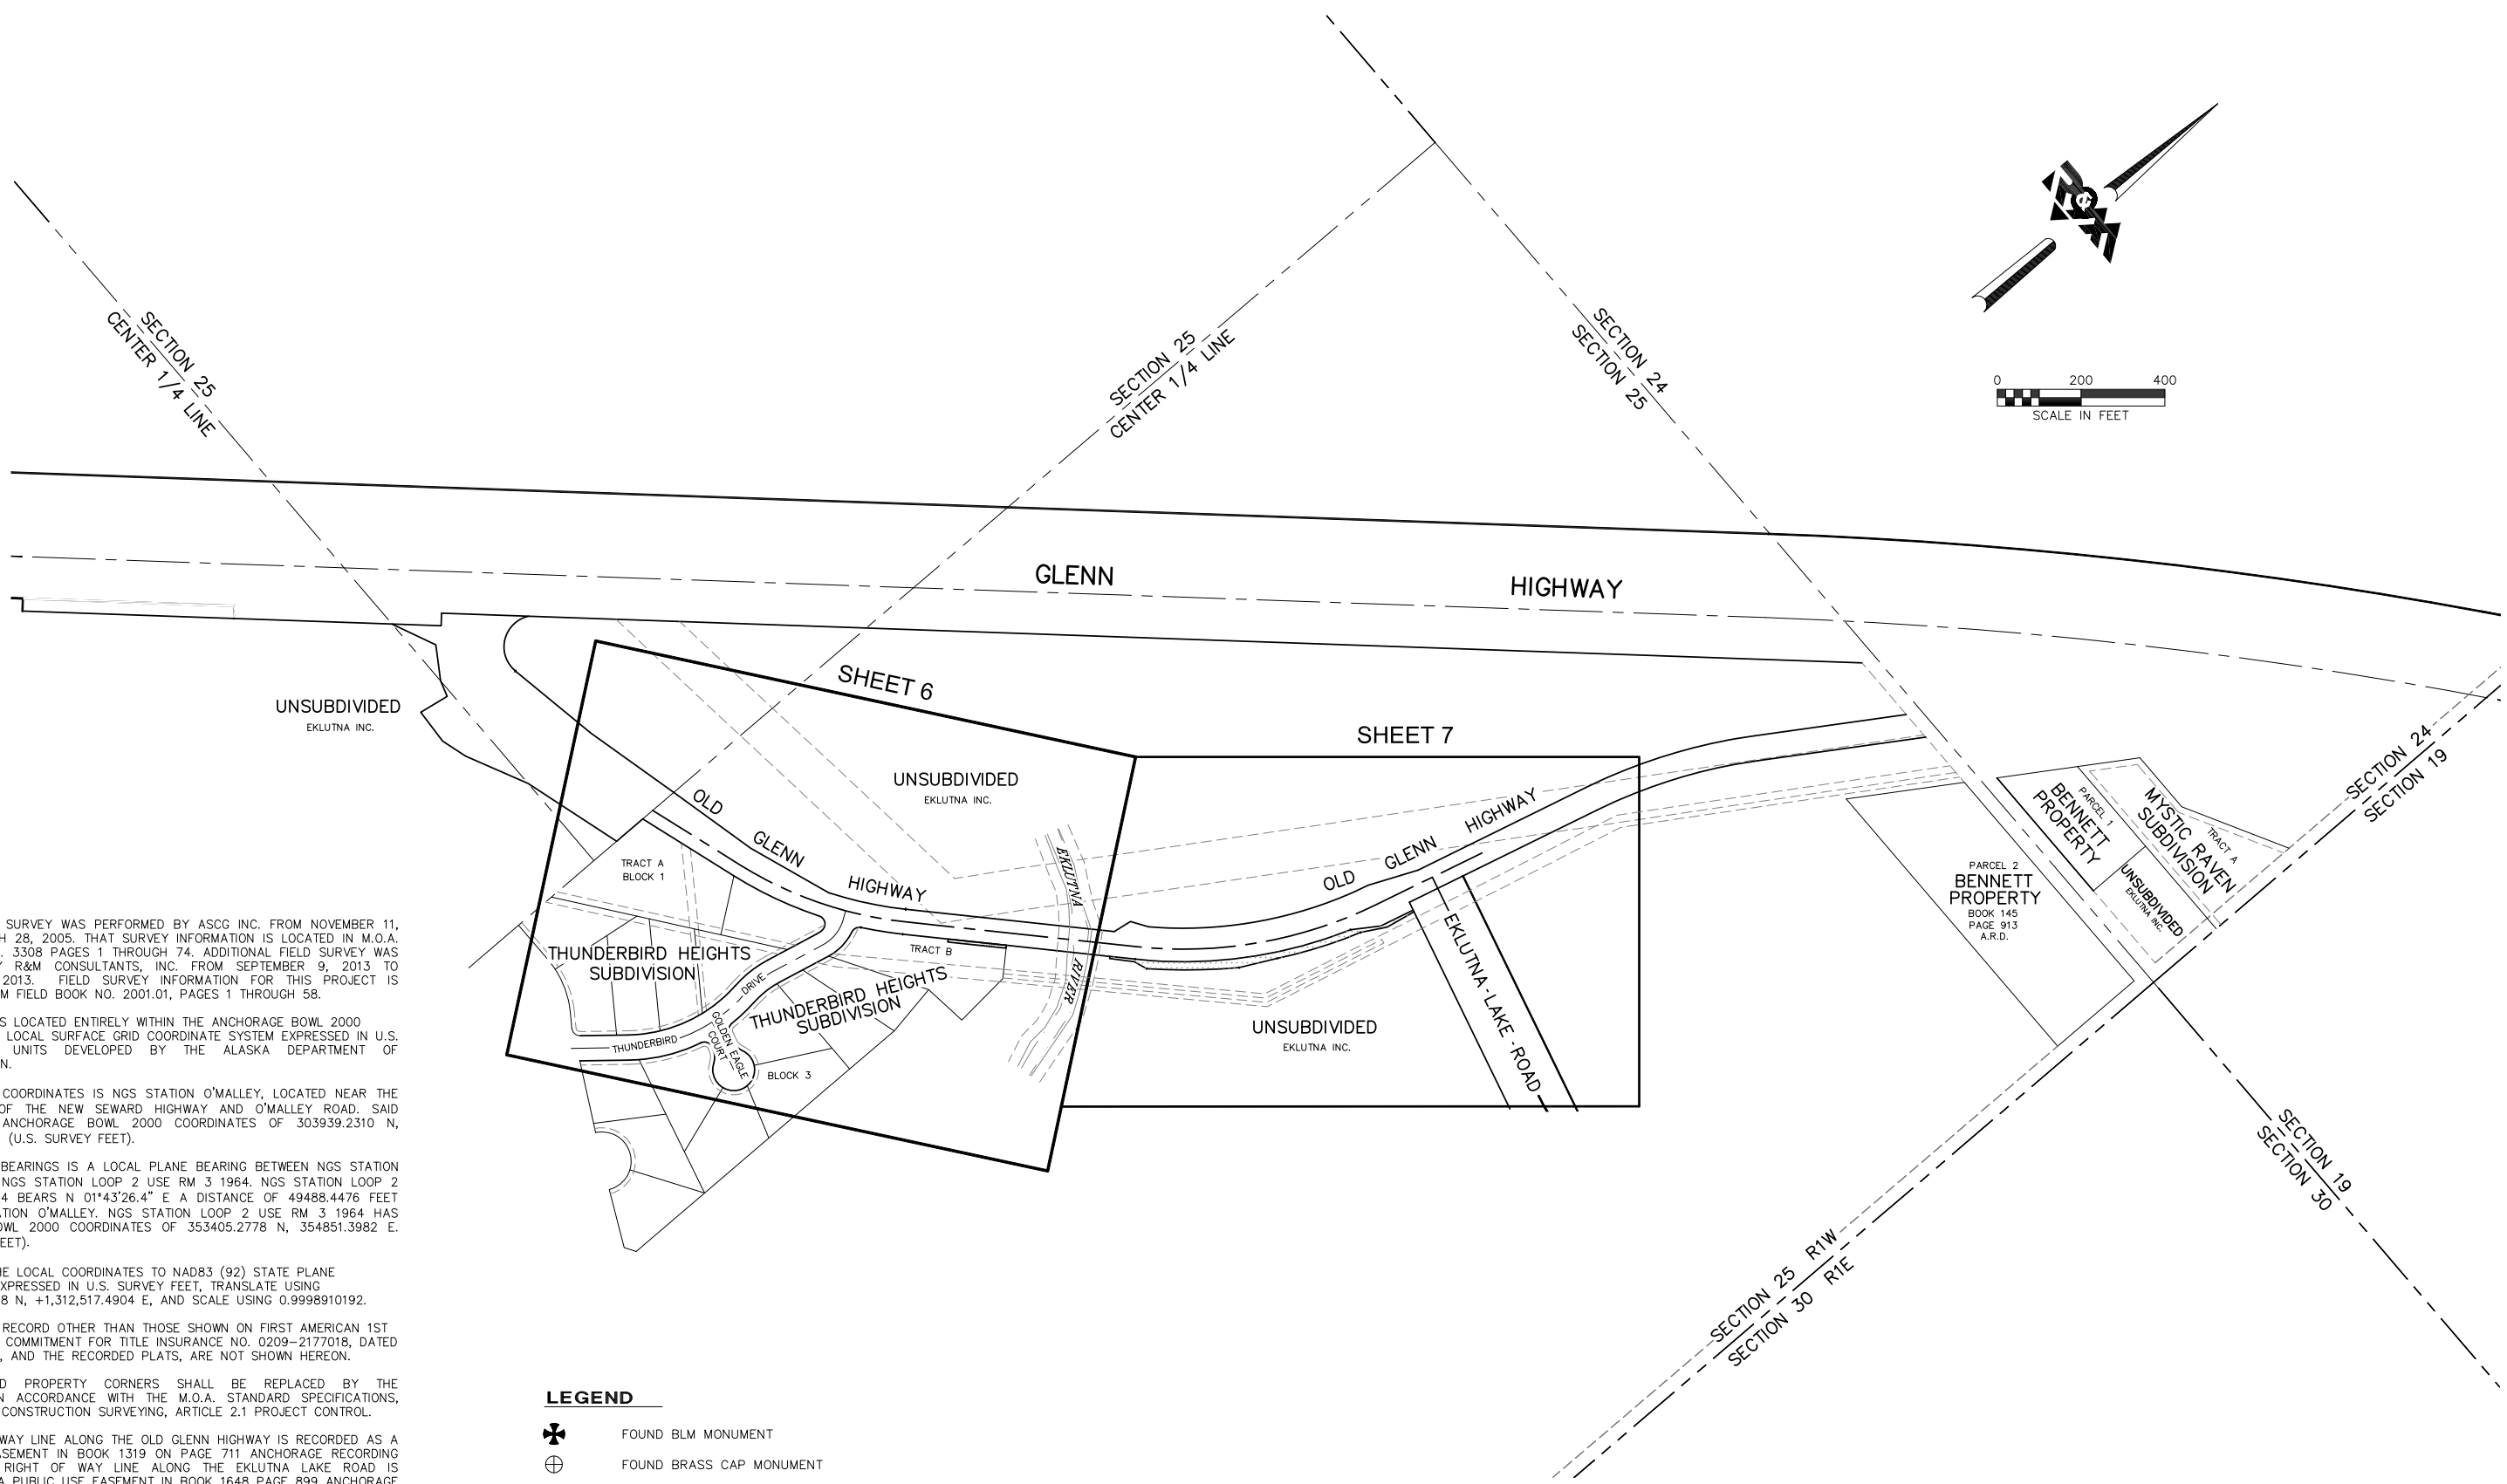 SECTION 25
CENTER 1/4 LINE
SECTION 25
CENTER 1/4 LINE
SECTION 24
SECTION 25
0 200 400
SCALE IN FEET
GLENN HIGHWAY
UNSUBDIVIDED
EKLUTNA INC.
SHEET 6
SHEET 7
UNSUBDIVIDED
EKLUTNA INC.
OLD GLENN HIGHWAY
OLD GLENN HIGHWAY
EKLUTNA RIVER
TRACT A
BLOCK 1
TRACT B
THUNDERBIRD HEIGHTS
SUBDIVISION
THUNDERBIRD HEIGHTS
SUBDIVISION
THUNDERBIRD DRIVE
GOLDEN EAGLE
COURT
BLOCK 3
UNSUBDIVIDED
EKLUTNA INC.
EKLUTNA - LAKE - ROAD
PARCEL 1
BENNETT
PROPERTY
MYSTIC RAVEN
SUBDIVISION
TRACT A
UNSUBDIVIDED
EKLUTNA INC.
PARCEL 2
BENNETT
PROPERTY
BOOK 145
PAGE 913
A.R.D.
SECTION 24
SECTION 19
SECTION 19
SECTION 30
SECTION 25 R1W
SECTION 30 R1E
SURVEY WAS PERFORMED BY ASCG INC. FROM NOVEMBER 11,
H 28, 2005. THAT SURVEY INFORMATION IS LOCATED IN M.O.A.
. 3308 PAGES 1 THROUGH 74. ADDITIONAL FIELD SURVEY WAS
Y R&M CONSULTANTS, INC. FROM SEPTEMBER 9, 2013 TO
2013. FIELD SURVEY INFORMATION FOR THIS PROJECT IS
M FIELD BOOK NO. 2001.01, PAGES 1 THROUGH 58.
S LOCATED ENTIRELY WITHIN THE ANCHORAGE BOWL 2000
LOCAL SURFACE GRID COORDINATE SYSTEM EXPRESSED IN U.S.
UNITS DEVELOPED BY THE ALASKA DEPARTMENT OF
N.
COORDINATES IS NGS STATION O'MALLEY, LOCATED NEAR THE
OF THE NEW SEWARD HIGHWAY AND O'MALLEY ROAD. SAID
ANCHORAGE BOWL 2000 COORDINATES OF 303939.2310 N,
(U.S. SURVEY FEET).
BEARINGS IS A LOCAL PLANE BEARING BETWEEN NGS STATION
NGS STATION LOOP 2 USE RM 3 1964. NGS STATION LOOP 2
4 BEARS N 01°43'26.4" E A DISTANCE OF 49488.4476 FEET
ATION O'MALLEY. NGS STATION LOOP 2 USE RM 3 1964 HAS
OWL 2000 COORDINATES OF 353405.2778 N, 354851.3982 E.
EET).
HE LOCAL COORDINATES TO NAD83 (92) STATE PLANE
XPRESSED IN U.S. SURVEY FEET, TRANSLATE USING
8 N, +1,312,517.4904 E, AND SCALE USING 0.9998910192.
RECORD OTHER THAN THOSE SHOWN ON FIRST AMERICAN 1ST
COMMITMENT FOR TITLE INSURANCE NO. 0209-2177018, DATED
, AND THE RECORDED PLATS, ARE NOT SHOWN HEREON.
D PROPERTY CORNERS SHALL BE REPLACED BY THE
N ACCORDANCE WITH THE M.O.A. STANDARD SPECIFICATIONS,
CONSTRUCTION SURVEYING, ARTICLE 2.1 PROJECT CONTROL.
WAY LINE ALONG THE OLD GLENN HIGHWAY IS RECORDED AS A
ASEMENT IN BOOK 1319 ON PAGE 711 ANCHORAGE RECORDING
RIGHT OF WAY LINE ALONG THE EKLUTNA LAKE ROAD IS
A PUBLIC USE EASEMENT IN BOOK 1648 PAGE 899 ANCHORAGE
LEGEND
FOUND BLM MONUMENT
FOUND BRASS CAP MONUMENT